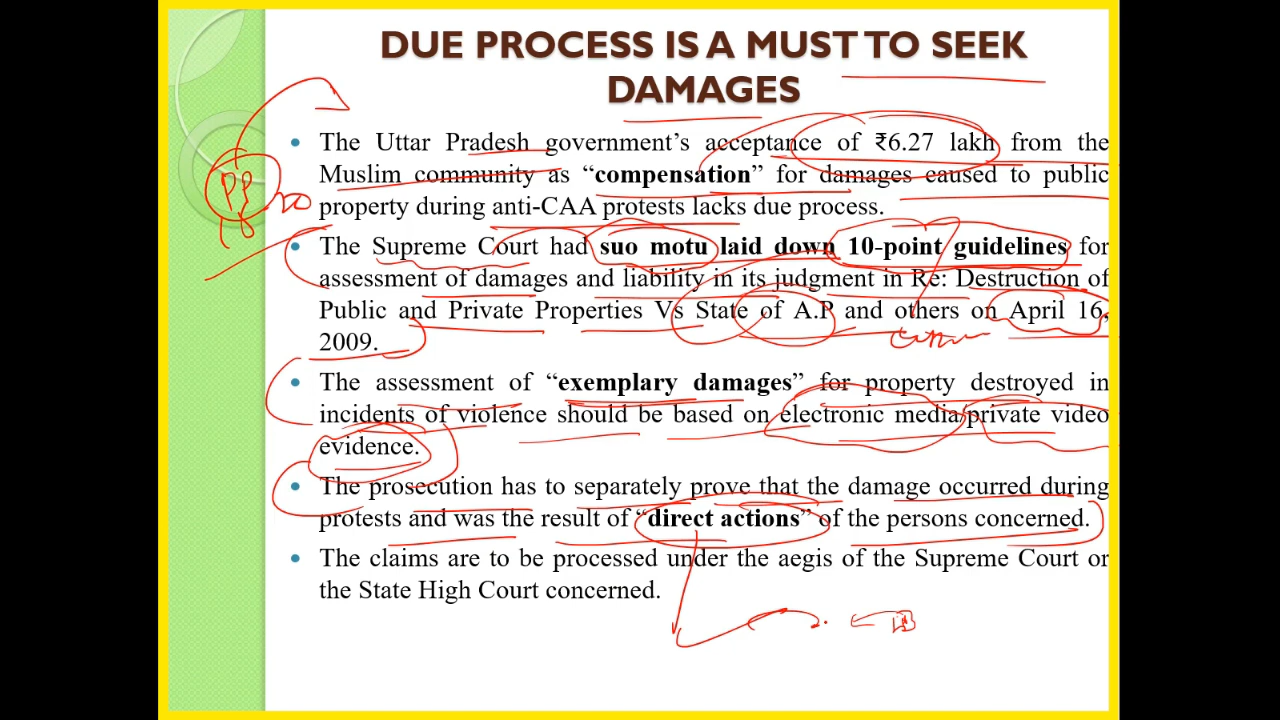 DUE PROCESS IS A MUST TO SEEK
DAMAGES
• The Uttar Pradesh government's acceptance of ₹6.27 lakh from the
Muslim community as “compensation” for damages caused to public
property during anti-CAA protests lacks due process.
• The Supreme Court had suo motu laid down 10-point guidelines for
assessment of damages and liability in its judgment in Re: Destruction of
Public and Private Properties Vs State of A.P and others on April 16,
2009.
• The assessment of “exemplary damages” for property destroyed in
incidents of violence should be based on electronic media/private video
evidence.
• The prosecution has to separately prove that the damage occurred during
protests and was the result of “direct actions” of the persons concerned.
• The claims are to be processed under the aegis of the Supreme Court or
the State High Court concerned.
PP